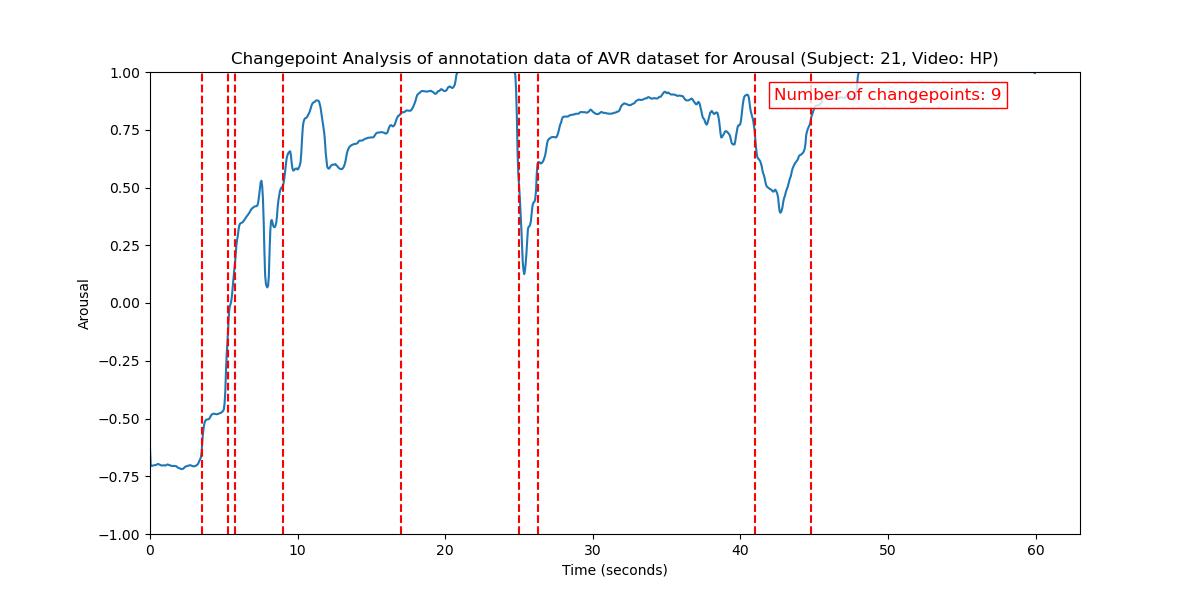 Changepoint Analysis of annotation data of AVR dataset for Arousal (Subject: 21, Video: HP)
Number of changepoints: 9
Arousal
1.00
0.75
0.50
0.25
0.00
−0.25
−0.50
−0.75
−1.00
0 10 20 30 40 50 60
Time (seconds)